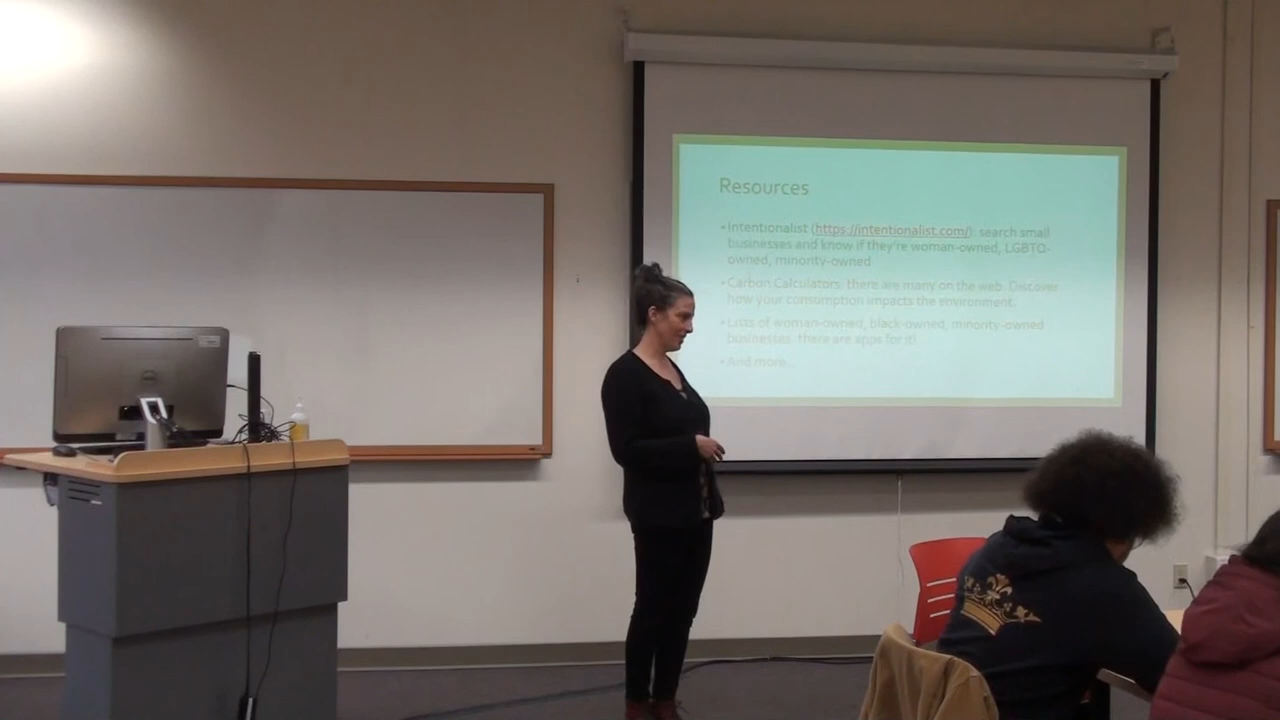 Resources
• Intentionalist (https://intentionalist.com/): search small
businesses and know if they're woman-owned, LGBTQ-
owned, minority-owned
• Carbon Calculators: there are many on the web. Discover
how your consumption impacts the environment.
• Lists of woman-owned, black-owned, minority-owned
businesses: there are apps for it!
• And more...